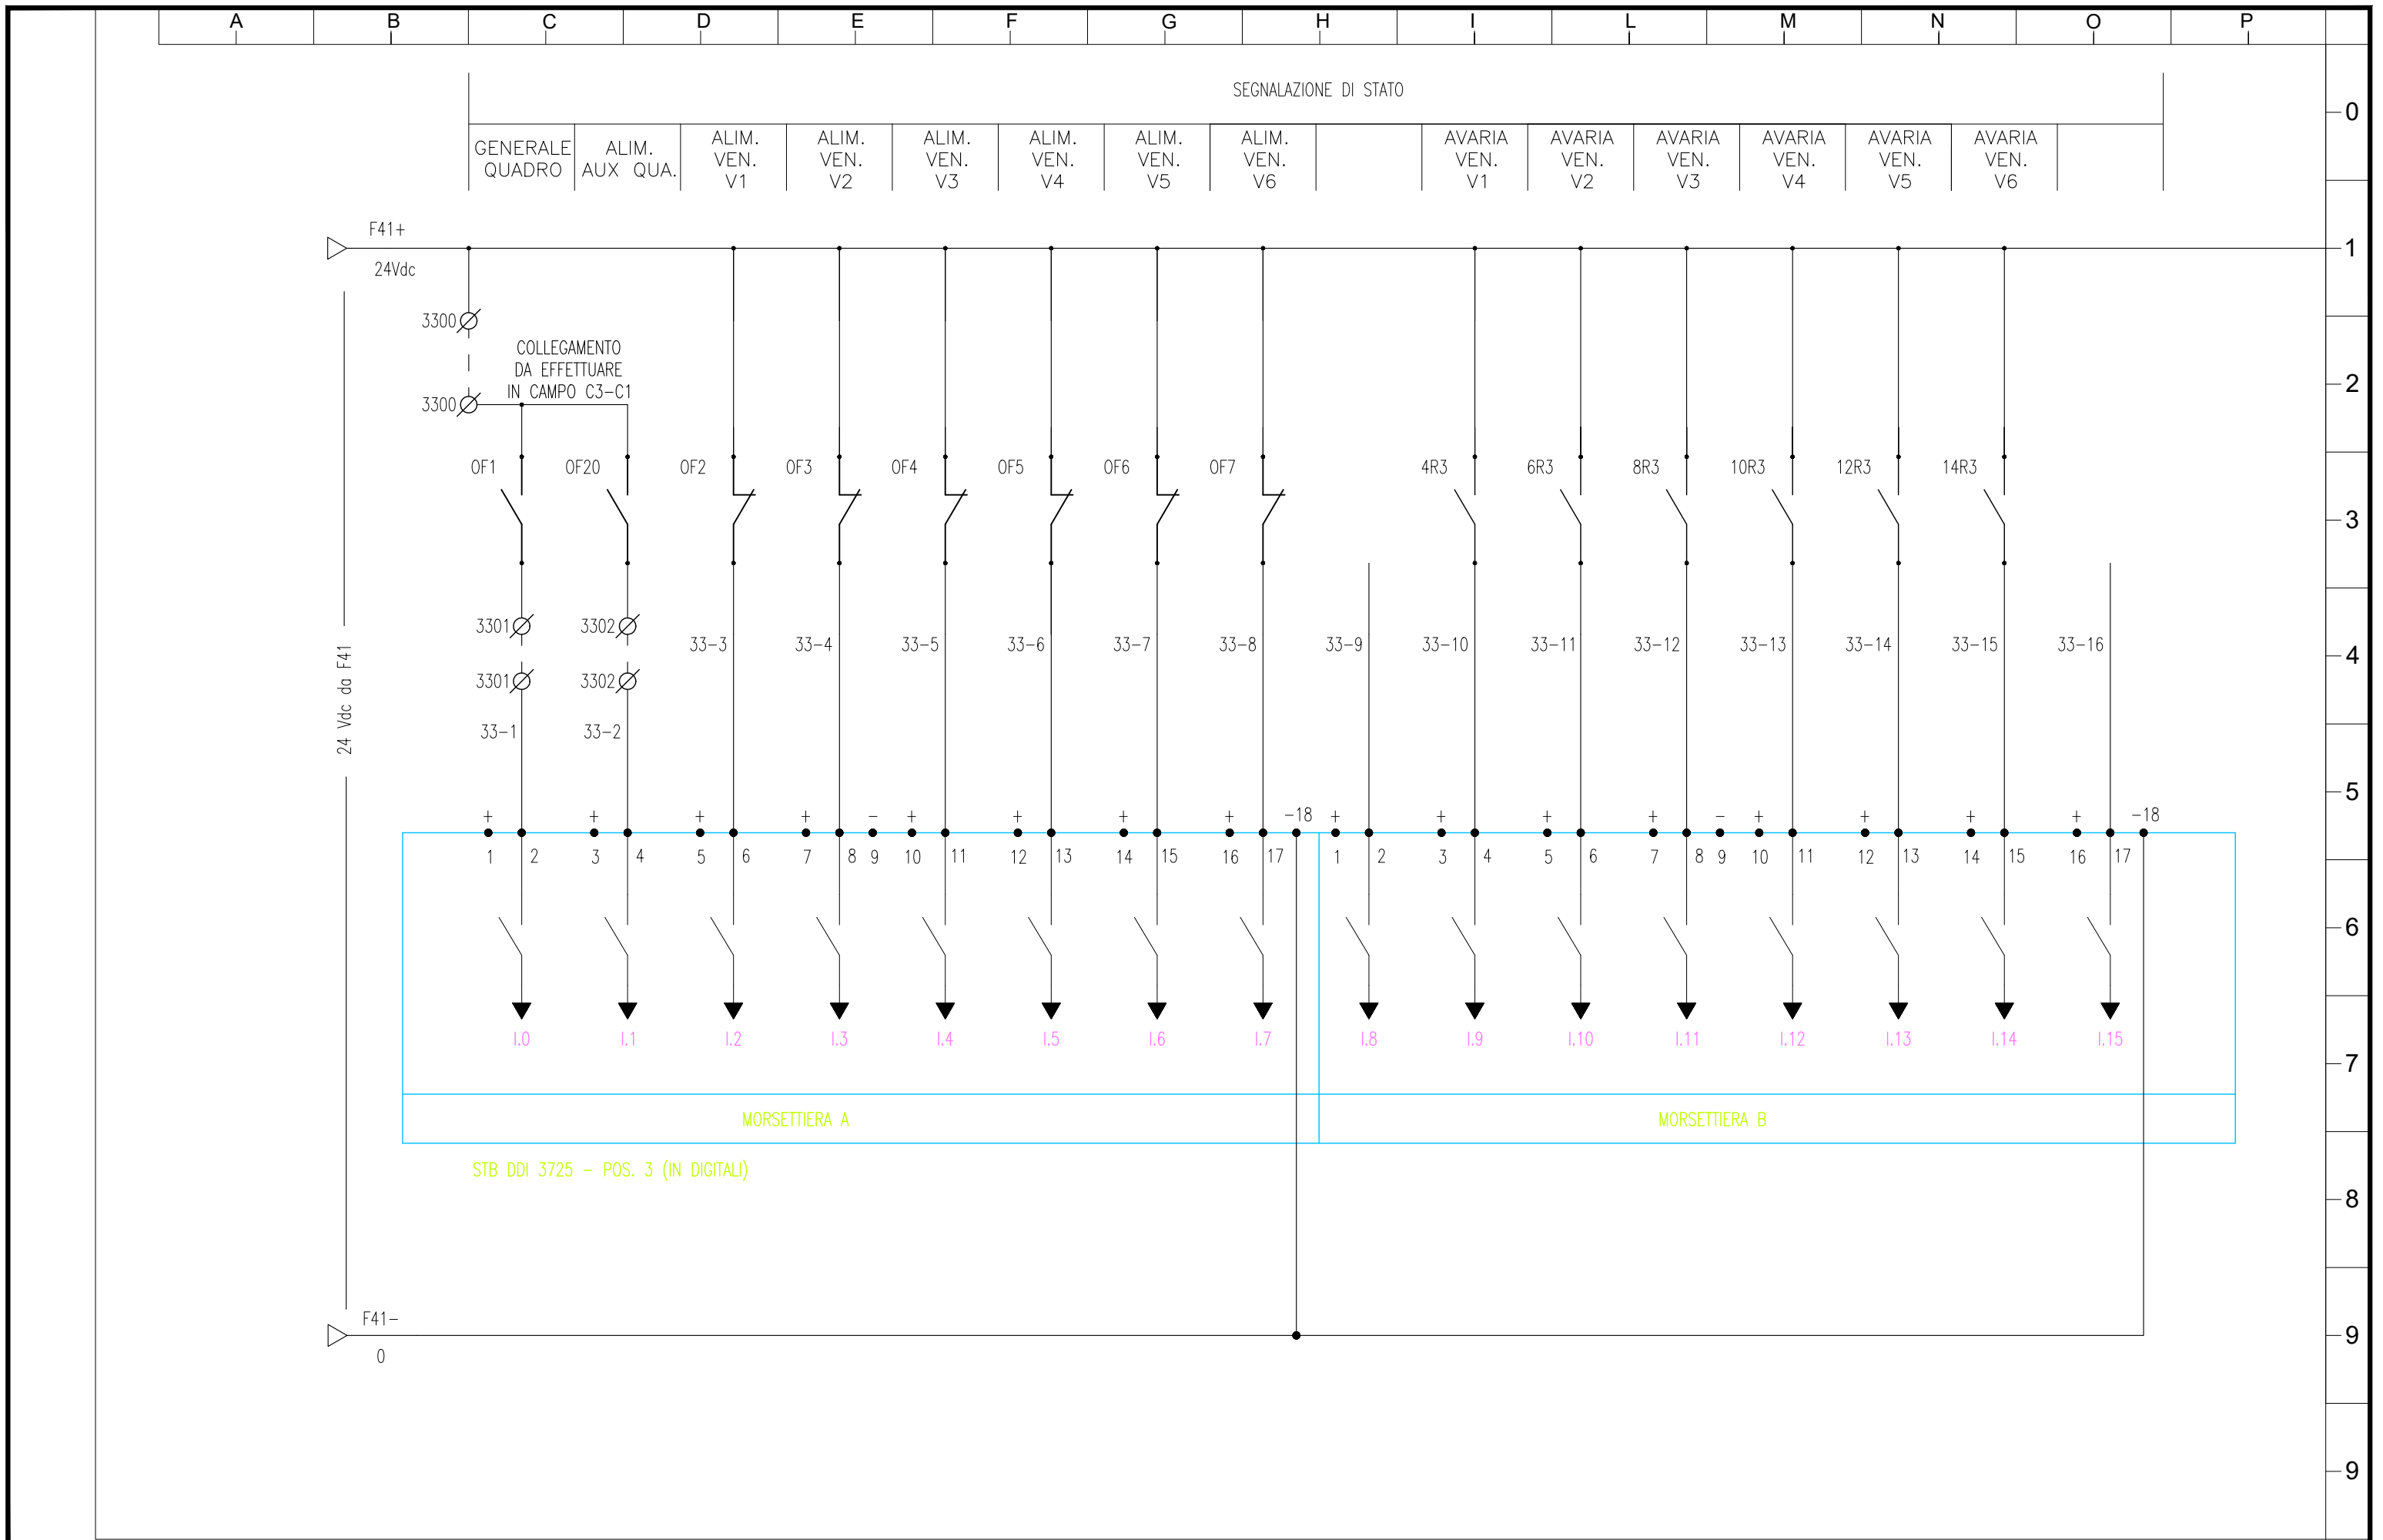 A B C D E F G H I L M N O P
SEGNALAZIONE DI STATO
0
GENERALE
QUADRO
ALIM.
AUX QUA.
ALIM.
VEN.
V1
ALIM.
VEN.
V2
ALIM.
VEN.
V3
ALIM.
VEN.
V4
ALIM.
VEN.
V5
ALIM.
VEN.
V6
AVARIA
VEN.
V1
AVARIA
VEN.
V2
AVARIA
VEN.
V3
AVARIA
VEN.
V4
AVARIA
VEN.
V5
AVARIA
VEN.
V6
F41+
1
24Vdc
3300
COLLEGAMENTO
DA EFFETTUARE
IN CAMPO C3-C1
2
3300
OF1 OF20 OF2 OF3 OF4 OF5 OF6 OF7 4R3 6R3 8R3 10R3 12R3 14R3
3
3301 3302
33-3 33-4 33-5 33-6 33-7 33-8 33-9 33-10 33-11 33-12 33-13 33-14 33-15 33-16
4
3301 3302
24 Vdc da F41
33-1 33-2
5
+ + + + - + + + + -18 + + + + - + + + + -18
1 2 3 4 5 6 7 8 9 10 11 12 13 14 15 16 17 1 2 3 4 5 6 7 8 9 10 11 12 13 14 15 16 17
6
I.0 I.1 I.2 I.3 I.4 I.5 I.6 I.7 I.8 I.9 I.10 I.11 I.12 I.13 I.14 I.15
7
MORSETTIERA A MORSETTIERA B
STB DDI 3725 - POS. 3 (IN DIGITALI)
8
F41-
9
0
9